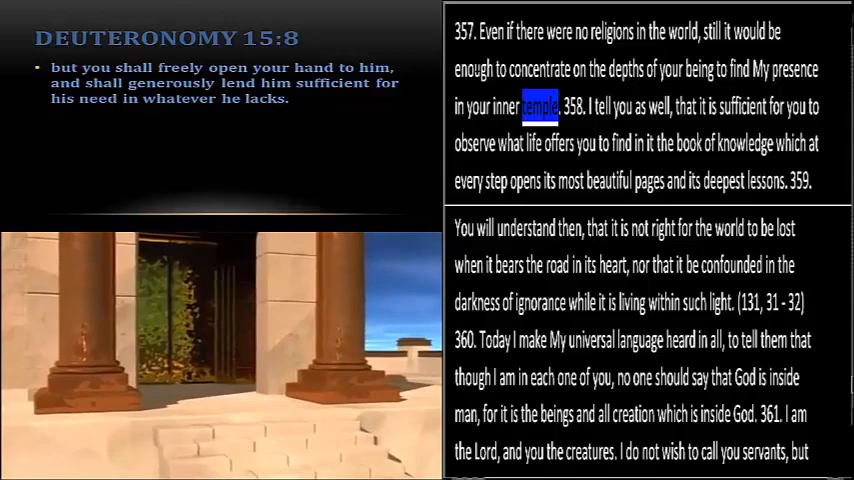 DEUTERONOMY 15:8
• but you shall freely open your hand to him,
and shall generously lend him sufficient for
his need in whatever he lacks.
357. Even if there were no religions in the world, still it would be
enough to concentrate on the depths of your being to find My presence
in your inner temple. 358. I tell you as well, that it is sufficient for you to
observe what life offers you to find in it the book of knowledge which at
every step opens its most beautiful pages and its deepest lessons. 359.
You will understand then, that it is not right for the world to be lost
when it bears the road in its heart, nor that it be confounded in the
darkness of ignorance while it is living within such light. (131, 31 - 32)
360. Today I make My universal language heard in all, to tell them that
though I am in each one of you, no one should say that God is inside
man, for it is the beings and all creation which is inside God. 361. I am
the Lord, and you the creatures. I do not wish to call you servants, but